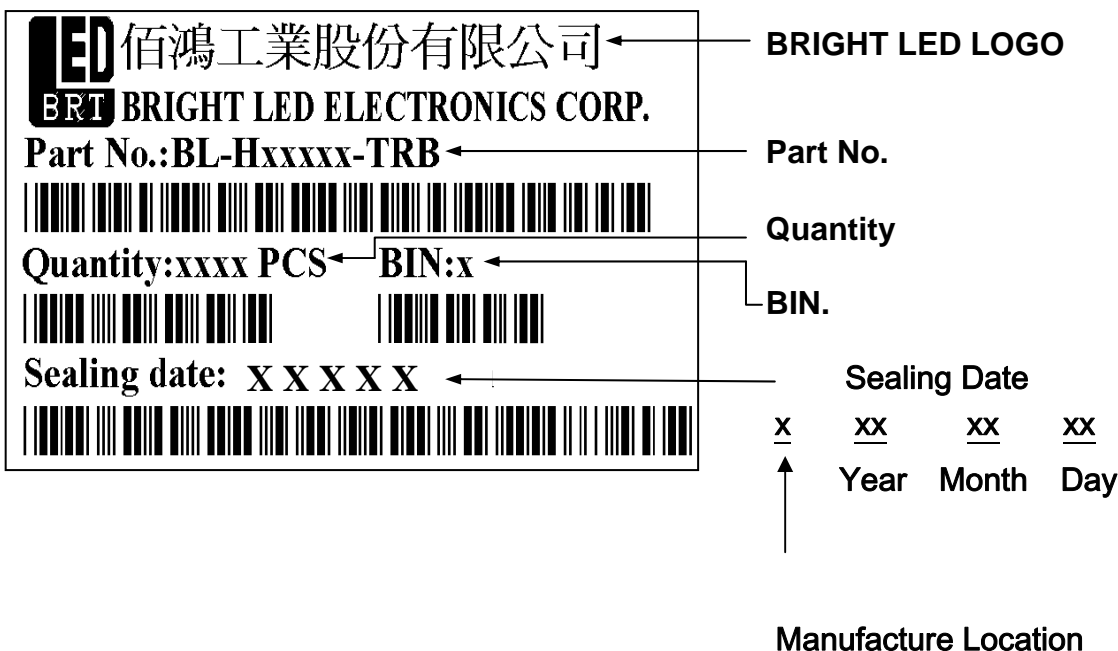 LED 佰鴻工業股份有限公司
BRT BRIGHT LED ELECTRONICS CORP.
Part No.:BL-Hxxxxx-TRB
Quantity:xxxx PCS BIN:x
Sealing date: X X X X X
BRIGHT LED LOGO
Part No.
Quantity
BIN.
Sealing Date
x xx xx xx
Year Month Day
Manufacture Location